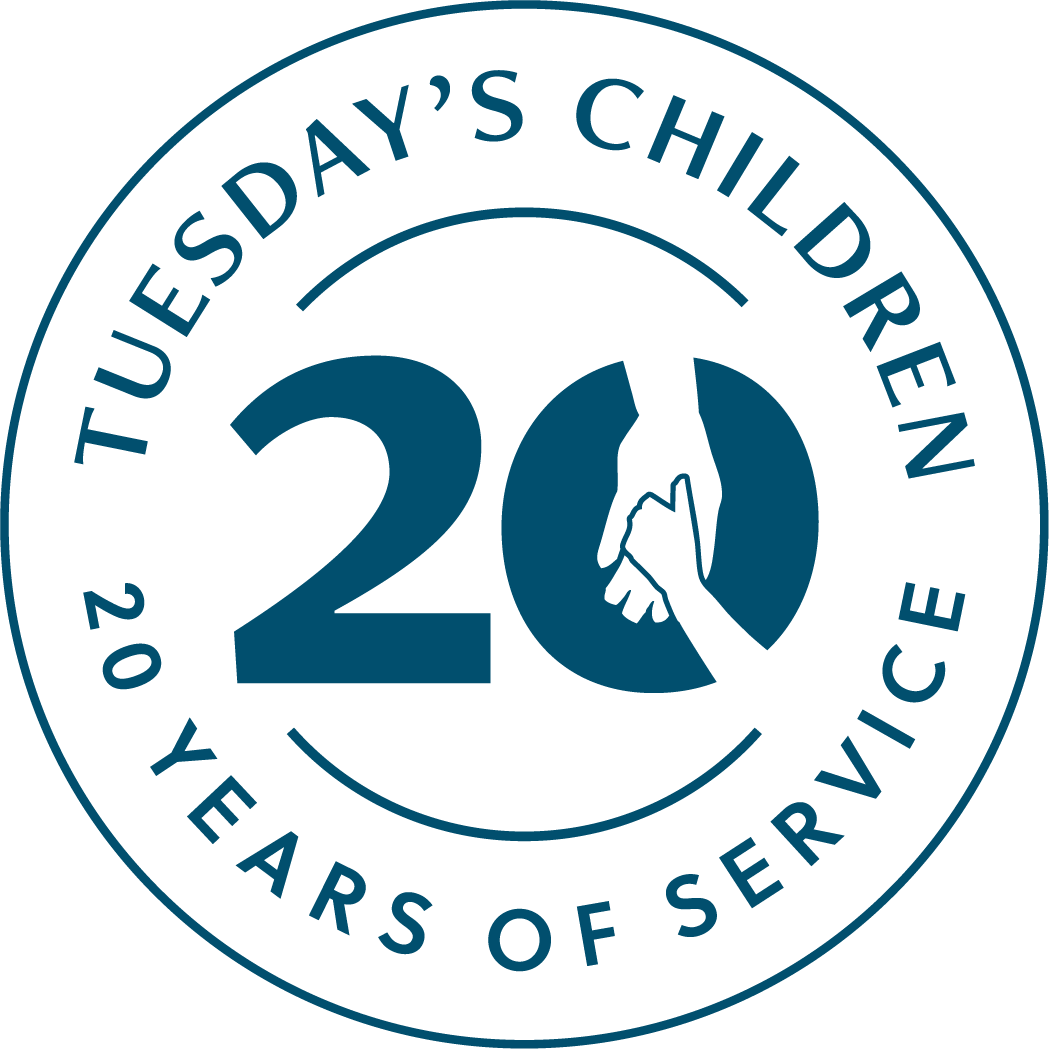 TUESDAY’S CHILDREN
20
20 YEARS OF SERVICE